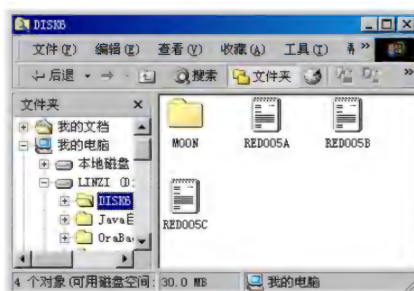 DISK6
文件(F) 编辑(E) 查看(V) 收藏(A) 工具(T) »
后退 搜索 文件夹 »
文件夹 ×
我的文档
我的电脑
本地磁盘
LINZI (D:
DISK6
Java
OraBa
MOON RED005A RED005B
RED005C
4 个对象(可用磁盘空间: 30.0 MB 我的电脑